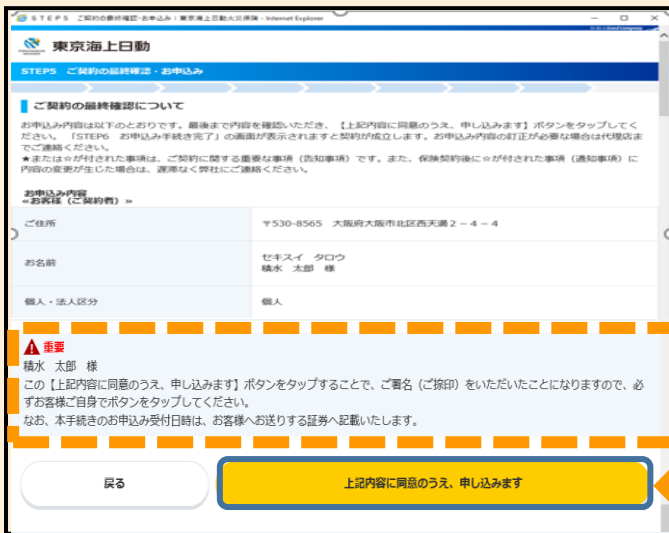 STEP5 ご契約の最終確認・お申込み：東京海上日動火災保険 - Internet Explorer
東京海上日動
STEP5 ご契約の最終確認・お申込み
ご契約の最終確認について
お申込み内容は以下のとおりです。最後まで内容を確認いただき、【上記内容に同意のうえ、申し込みます】ボタンをタップしてく
ださい。「STEP6 お申込み手続き完了」の画面が表示されますと契約が成立します。お申込み内容の訂正が必要な場合は代理店ま
でご連絡ください。
★または☆が付された事項は、ご契約に関する重要な事項（告知事項）です。また、保険契約後に☆が付された事項（通知事項）に
内容の変更が生じた場合は、遅滞なく弊社にご連絡ください。
お申込み内容
≪お客様（ご契約者）≫
ご住所 〒530-8565 大阪府大阪市北区西天満２－４－４
お名前 セキスイ タロウ
積水 太郎 様
個人・法人区分 個人
重要
積水 太郎 様
この【上記内容に同意のうえ、申し込みます】ボタンをタップすることで、ご署名（ご捺印）をいただいたことになりますので、必
ずお客様ご自身でボタンをタップしてください。
なお、本手続きのお申込み受付日時は、お客様へお送りする証券へ記載いたします。
戻る 上記内容に同意のうえ、申し込みます